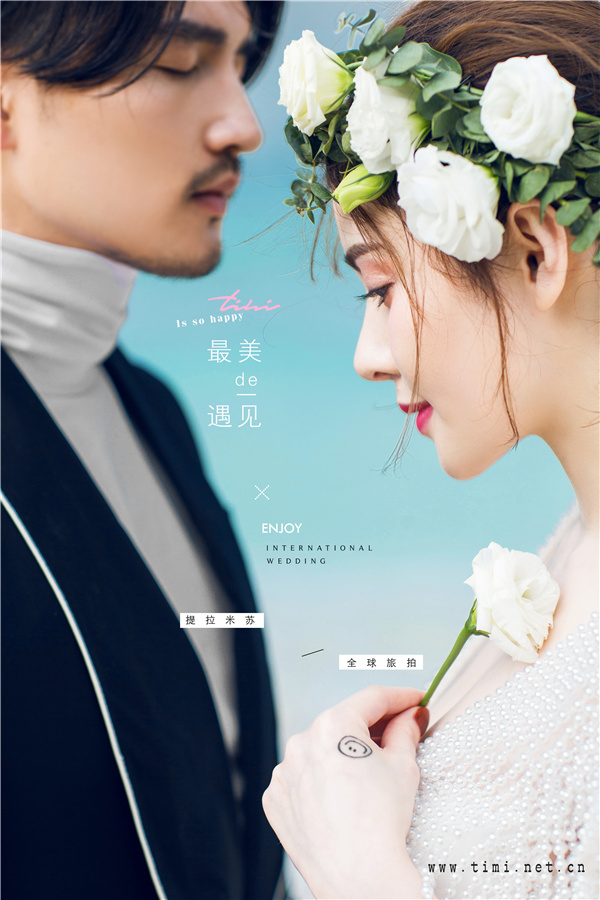 timi
Is so happy
最美
de
遇见
ENJOY
INTERNATIONAL
WEDDING
提拉米苏
全球旅拍
www.timi.net.cn